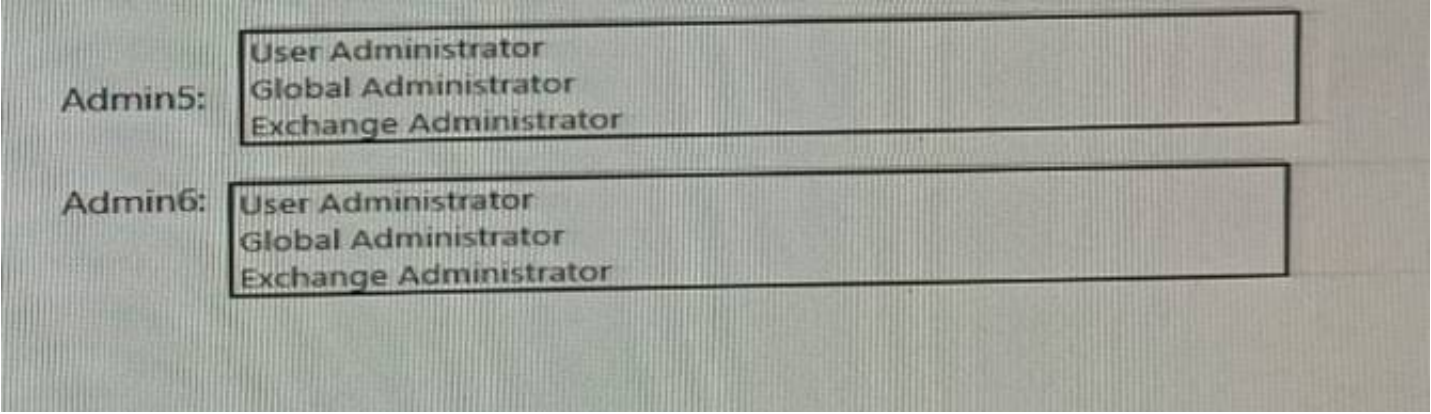 Admin5:
User Administrator
Global Administrator
Exchange Administrator
Admin6:
User Administrator
Global Administrator
Exchange Administrator